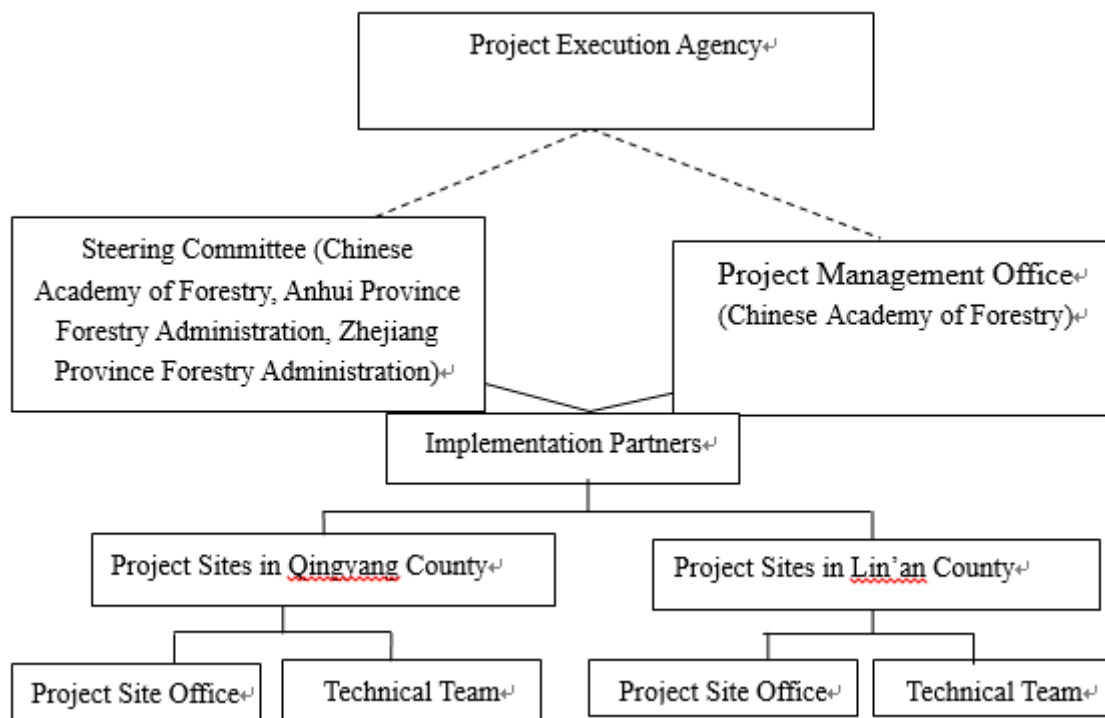 Project Execution Agency↵
Steering Committee (Chinese
Academy of Forestry, Anhui Province
Forestry Administration, Zhejiang
Province Forestry Administration)↵
Project Management Office↵
(Chinese Academy of Forestry)↵
Implementation Partners↵
Project Sites in Qingyang County↵
Project Sites in Lin’an County↵
Project Site Office↵
Technical Team↵
Project Site Office↵
Technical Team↵